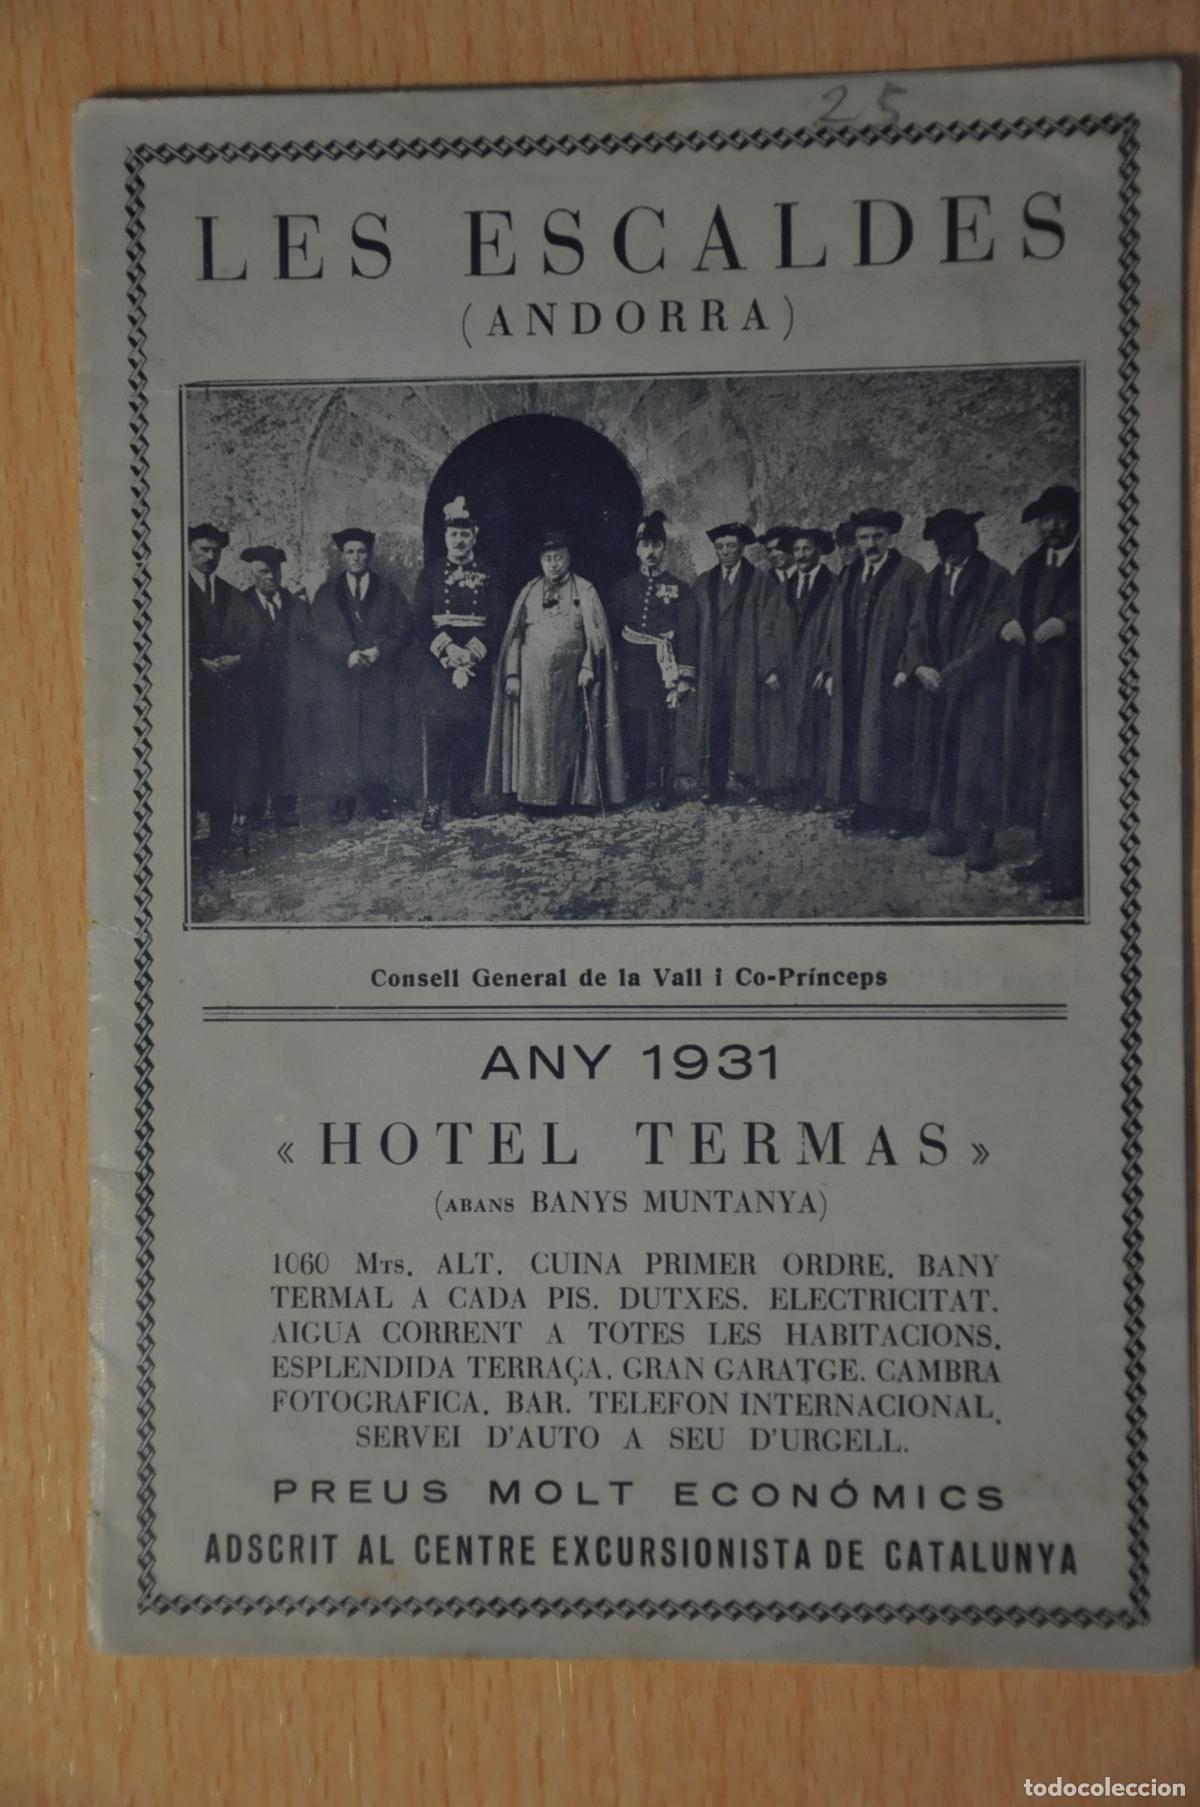 25
LES ESCALDES
(ANDORRA)
Consell General de la Vall i Co-Prínceps
ANY 1931
« HOTEL TERMAS »
(ABANS BANYS MUNTANYA)
1060 Mts. ALT. CUINA PRIMER ORDRE. BANY
TERMAL A CADA PIS. DUTXES. ELECTRICITAT.
AIGUA CORRENT A TOTES LES HABITACIONS.
ESPLENDIDA TERRAÇA. GRAN GARATGE. CAMBRA
FOTOGRAFICA. BAR. TELEFON INTERNACIONAL.
SERVEI D'AUTO A SEU D'URGELL.
PREUS MOLT ECONÓMICS
ADSCRIT AL CENTRE EXCURSIONISTA DE CATALUNYA
todocoleccion